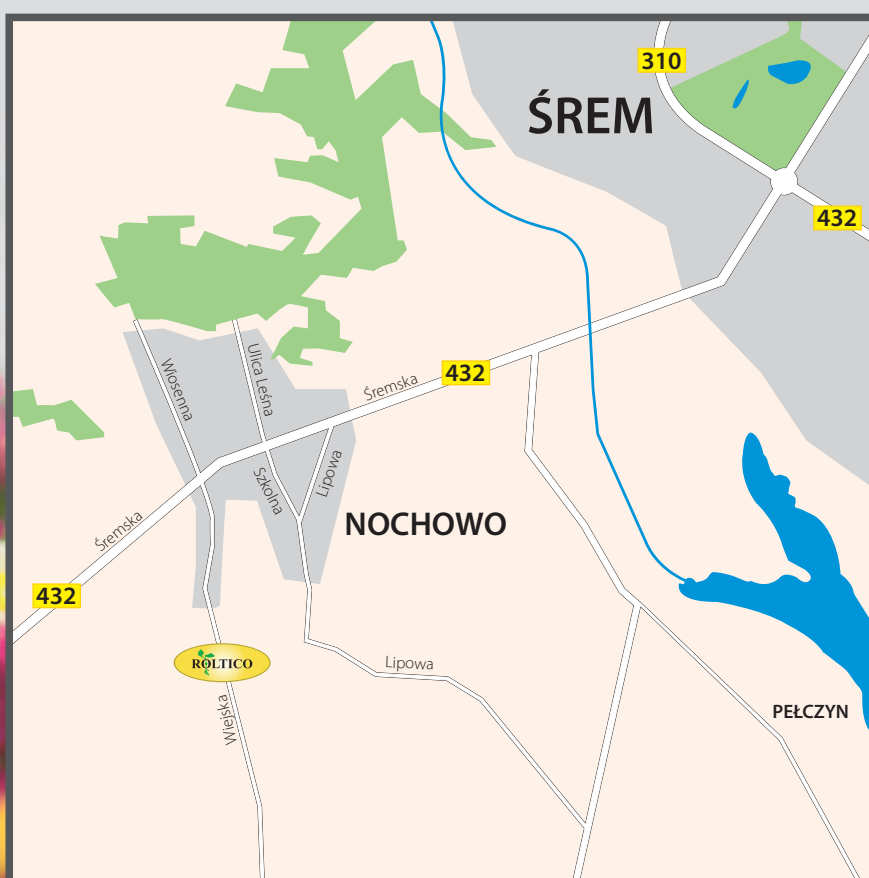 310
ŚREM
432
Ulica Leśna
Wiosenna
432
Śremska
Lipowa
Szkolna
NOCHOWO
Śremska
432
ROLTICO
Lipowa
Wiejska
PEŁCZYN